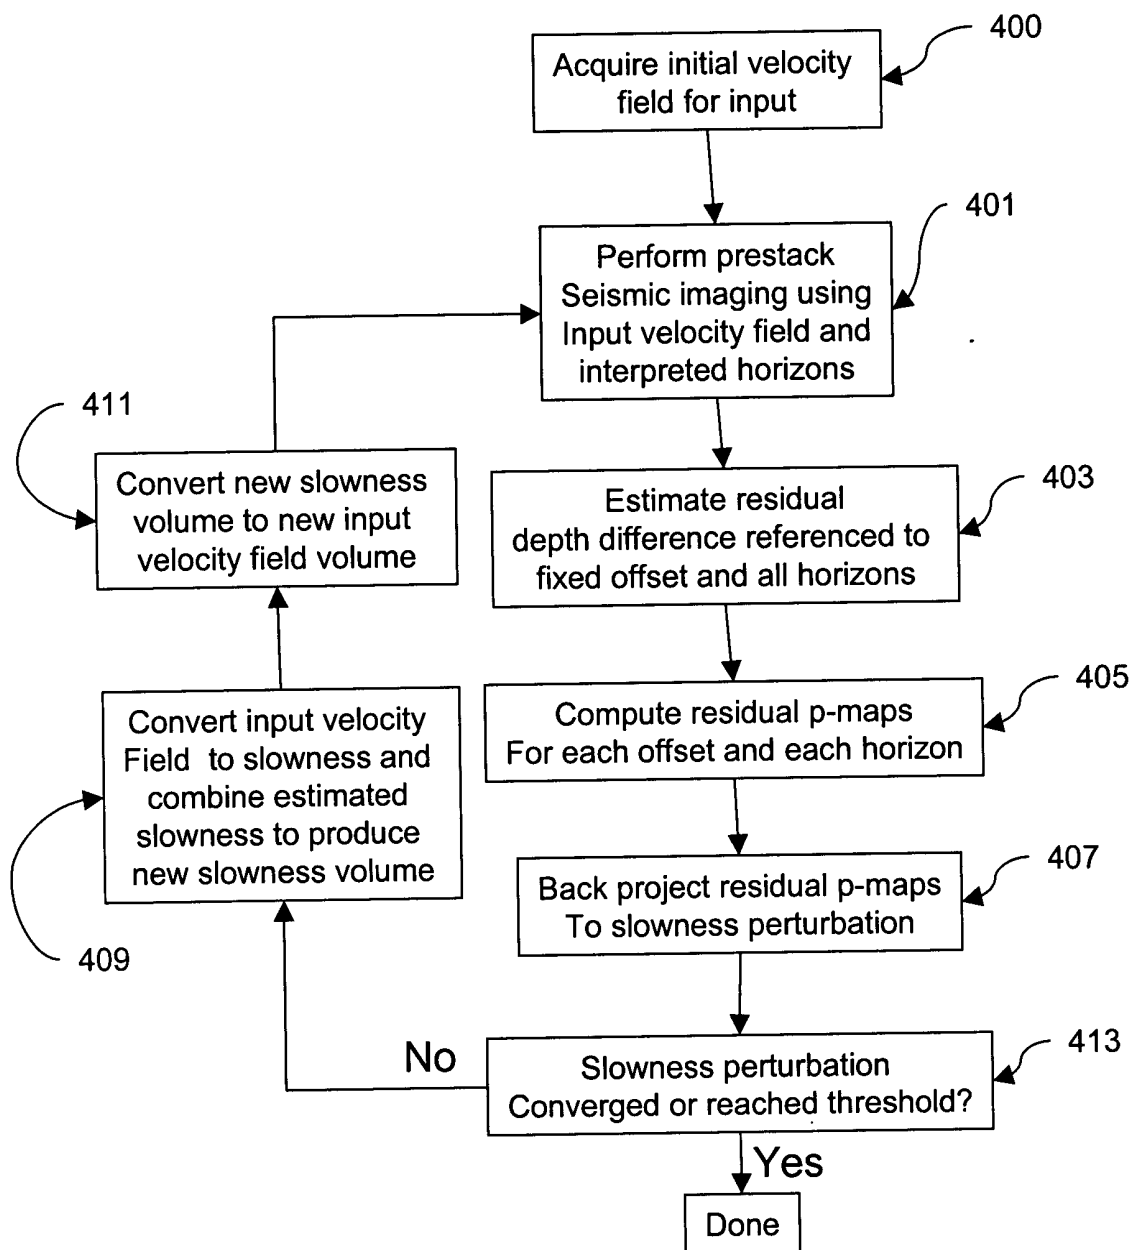 400
Acquire initial velocity
field for input
401
Perform prestack
Seismic imaging using
Input velocity field and
interpreted horizons
411
Convert new slowness
volume to new input
velocity field volume
403
Estimate residual
depth difference referenced to
fixed offset and all horizons
405
Compute residual p-maps
For each offset and each horizon
Convert input velocity
Field to slowness and
combine estimated
slowness to produce
new slowness volume
409
407
Back project residual p-maps
To slowness perturbation
413
Slowness perturbation
Converged or reached threshold?
No
Yes
Done